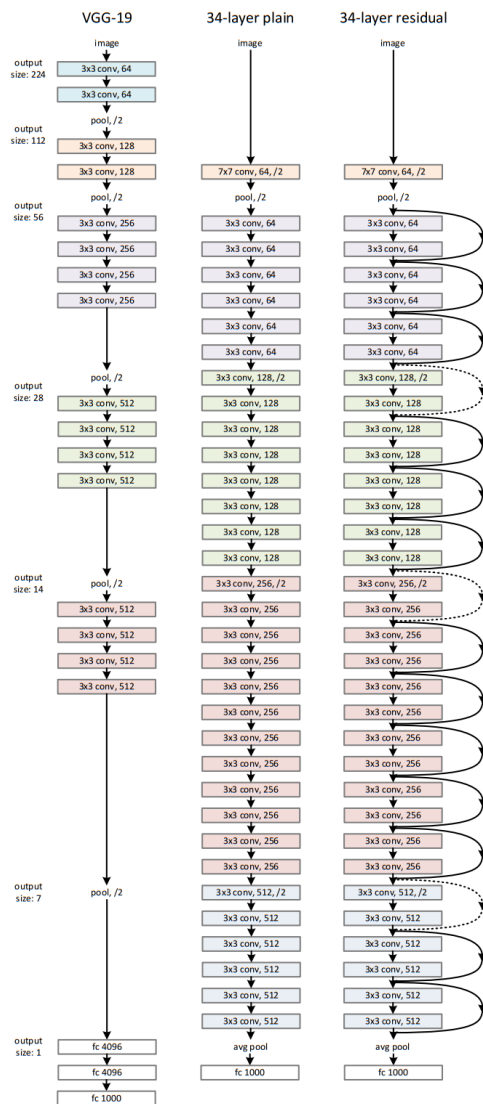 output
size: 224
output
size: 112
output
size: 56
output
size: 28
output
size: 14
output
size: 7
output
size: 1
VGG-19
image
3x3 conv, 64
3x3 conv, 64
pool, /2
3x3 conv, 128
3x3 conv, 128
pool, /2
3x3 conv, 256
3x3 conv, 256
3x3 conv, 256
3x3 conv, 256
pool, /2
3x3 conv, 512
3x3 conv, 512
3x3 conv, 512
3x3 conv, 512
pool, /2
3x3 conv, 512
3x3 conv, 512
3x3 conv, 512
3x3 conv, 512
pool, /2
fc 4096
fc 4096
fc 1000
34-layer plain
image
7x7 conv, 64, /2
pool, /2
3x3 conv, 64
3x3 conv, 64
3x3 conv, 64
3x3 conv, 64
3x3 conv, 64
3x3 conv, 64
3x3 conv, 128, /2
3x3 conv, 128
3x3 conv, 128
3x3 conv, 128
3x3 conv, 128
3x3 conv, 128
3x3 conv, 128
3x3 conv, 128
3x3 conv, 256, /2
3x3 conv, 256
3x3 conv, 256
3x3 conv, 256
3x3 conv, 256
3x3 conv, 256
3x3 conv, 256
3x3 conv, 256
3x3 conv, 256
3x3 conv, 256
3x3 conv, 256
3x3 conv, 256
3x3 conv, 512, /2
3x3 conv, 512
3x3 conv, 512
3x3 conv, 512
3x3 conv, 512
3x3 conv, 512
avg pool
fc 1000
34-layer residual
image
7x7 conv, 64, /2
pool, /2
3x3 conv, 64
3x3 conv, 64
3x3 conv, 64
3x3 conv, 64
3x3 conv, 64
3x3 conv, 64
3x3 conv, 128, /2
3x3 conv, 128
3x3 conv, 128
3x3 conv, 128
3x3 conv, 128
3x3 conv, 128
3x3 conv, 128
3x3 conv, 128
3x3 conv, 256, /2
3x3 conv, 256
3x3 conv, 256
3x3 conv, 256
3x3 conv, 256
3x3 conv, 256
3x3 conv, 256
3x3 conv, 256
3x3 conv, 256
3x3 conv, 256
3x3 conv, 256
3x3 conv, 256
3x3 conv, 512, /2
3x3 conv, 512
3x3 conv, 512
3x3 conv, 512
3x3 conv, 512
3x3 conv, 512
avg pool
fc 1000